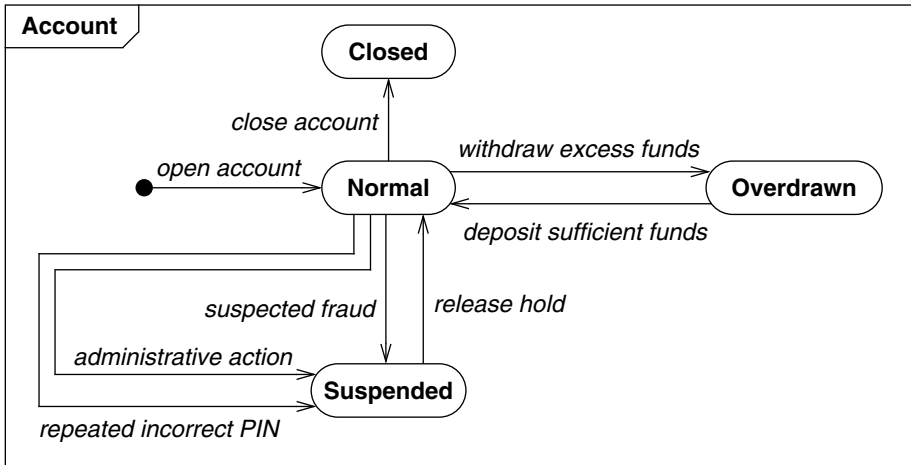 Account
Closed
close account
open account
withdraw excess funds
Normal
Overdrawn
deposit sufficient funds
suspected fraud
release hold
administrative action
Suspended
repeated incorrect PIN